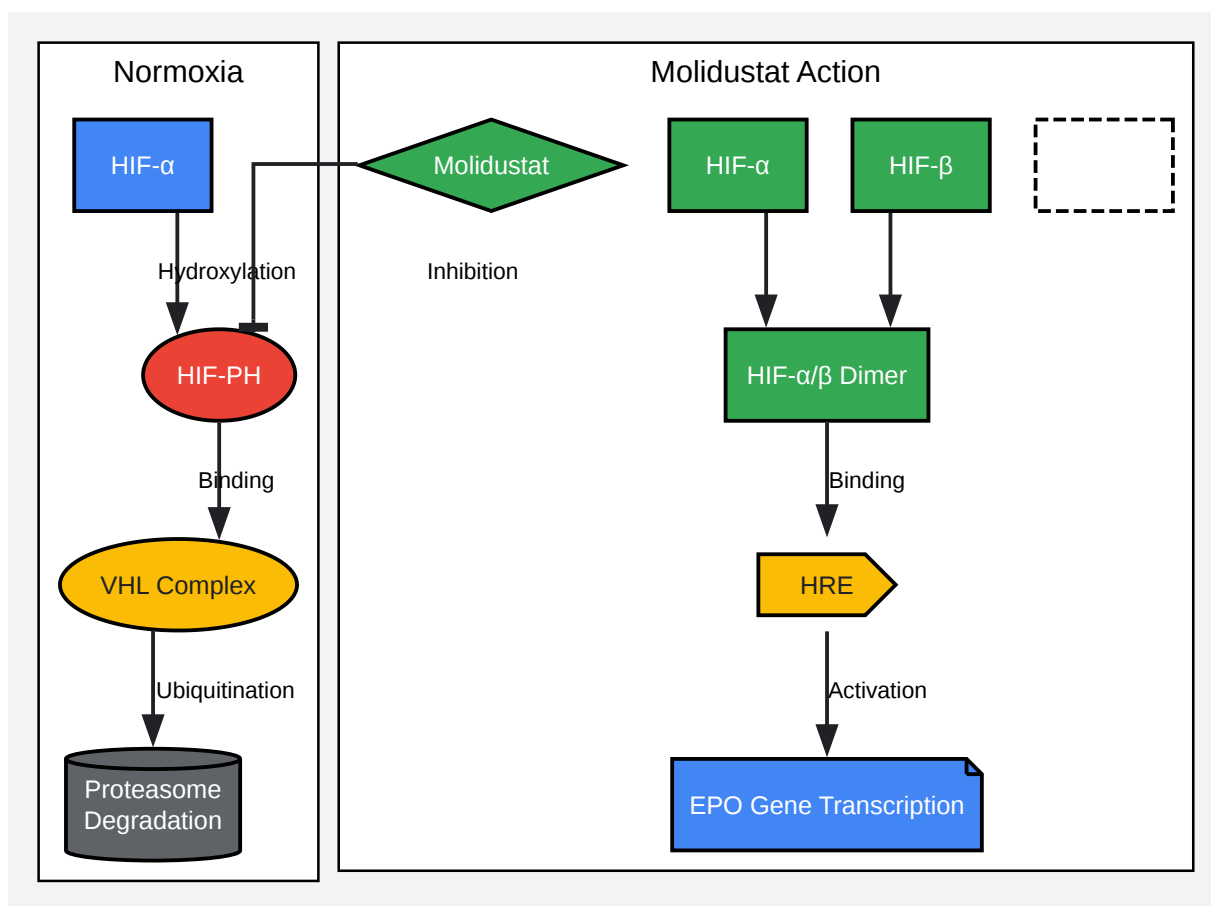 Normoxia
HIF-α
Hydroxylation
HIF-PH
Binding
VHL Complex
Ubiquitination
Proteasome
Degradation
Molidustat Action
Molidustat
HIF-α
HIF-β
Inhibition
HIF-α/β Dimer
Binding
HRE
Activation
EPO Gene Transcription